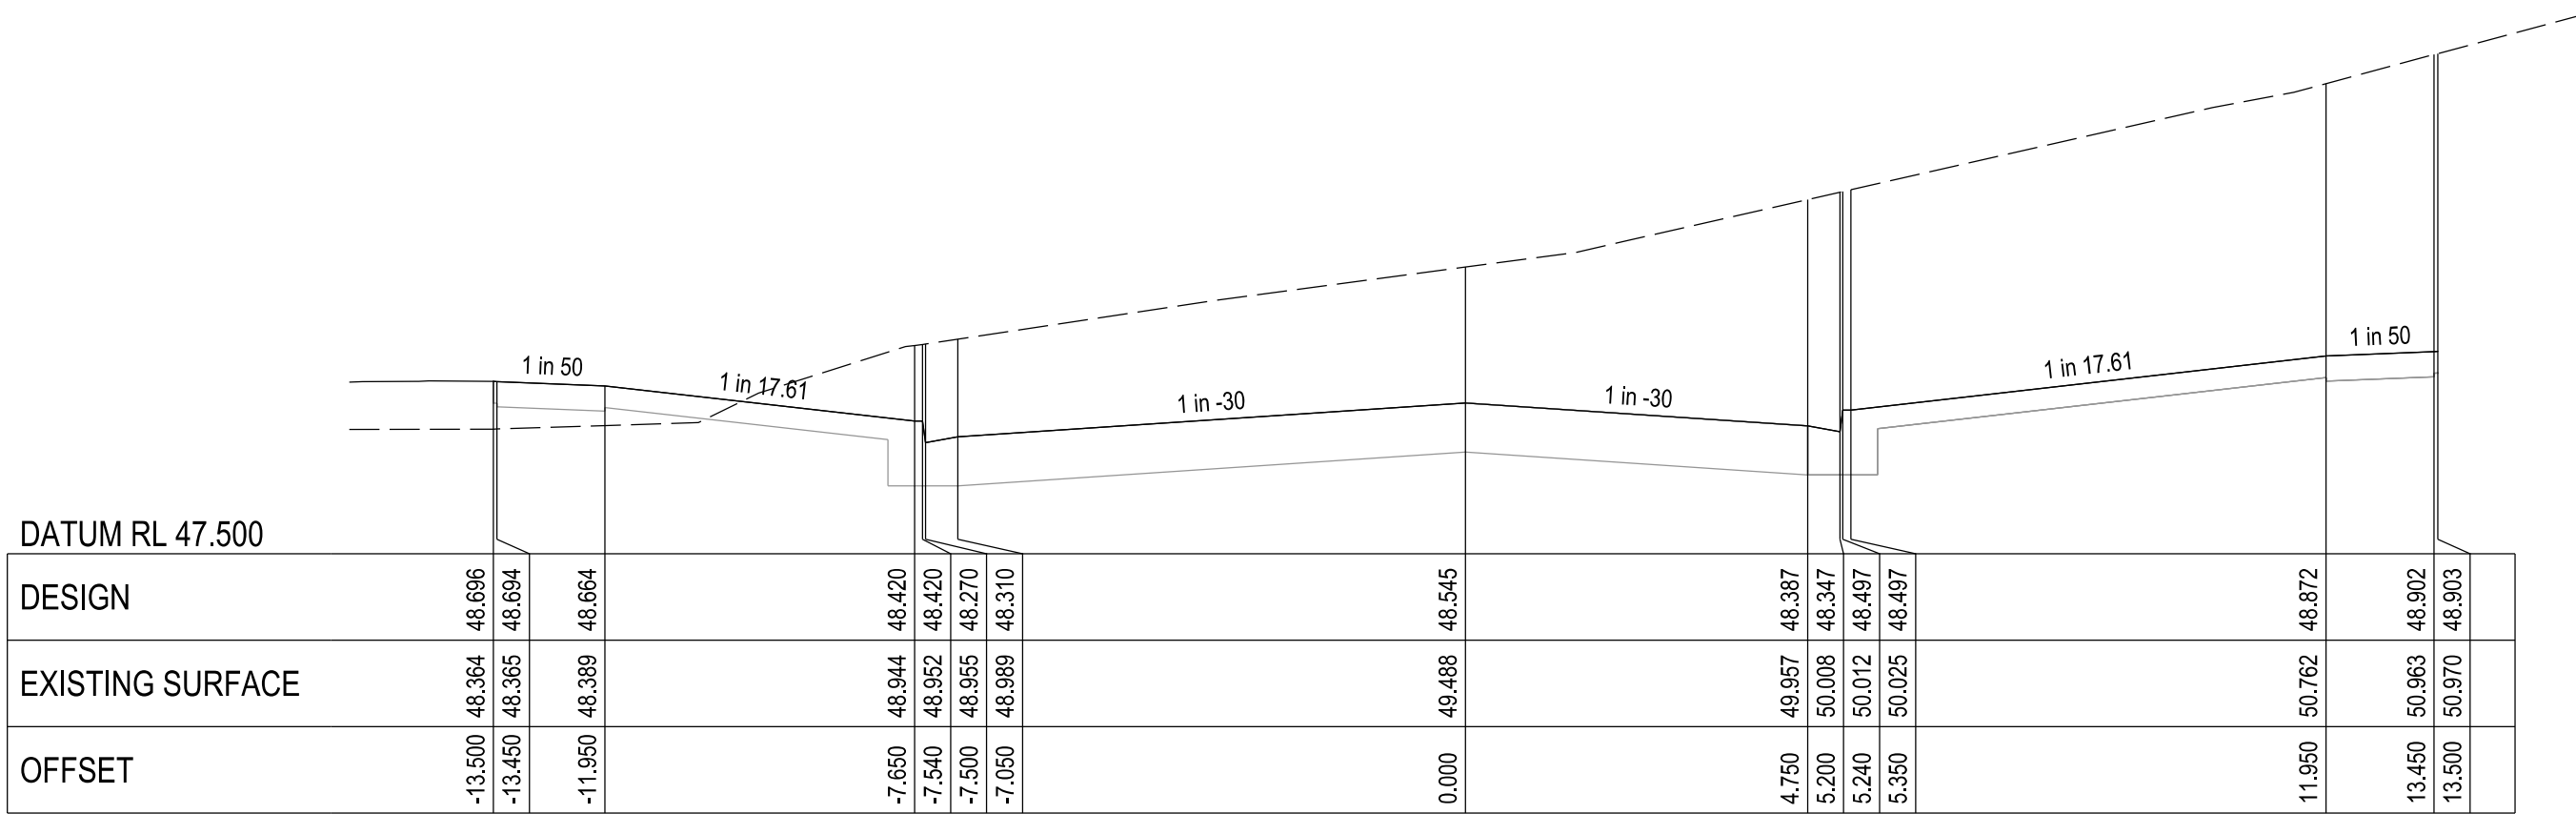 1 in 50
1 in 17.61
1 in -30
1 in -30
1 in 17.61
1 in 50
DATUM RL 47.500
DESIGN 48.696 48.694 48.664 48.420 48.420 48.270 48.310 48.545 48.387 48.347 48.497 48.497 48.872 48.902 48.903
EXISTING SURFACE 48.364 48.365 48.389 48.944 48.952 48.955 48.989 49.488 49.957 50.008 50.012 50.025 50.762 50.963 50.970
OFFSET -13.500 -13.450 -11.950 -7.650 -7.540 -7.500 -7.050 0.000 4.750 5.200 5.240 5.350 11.950 13.450 13.500